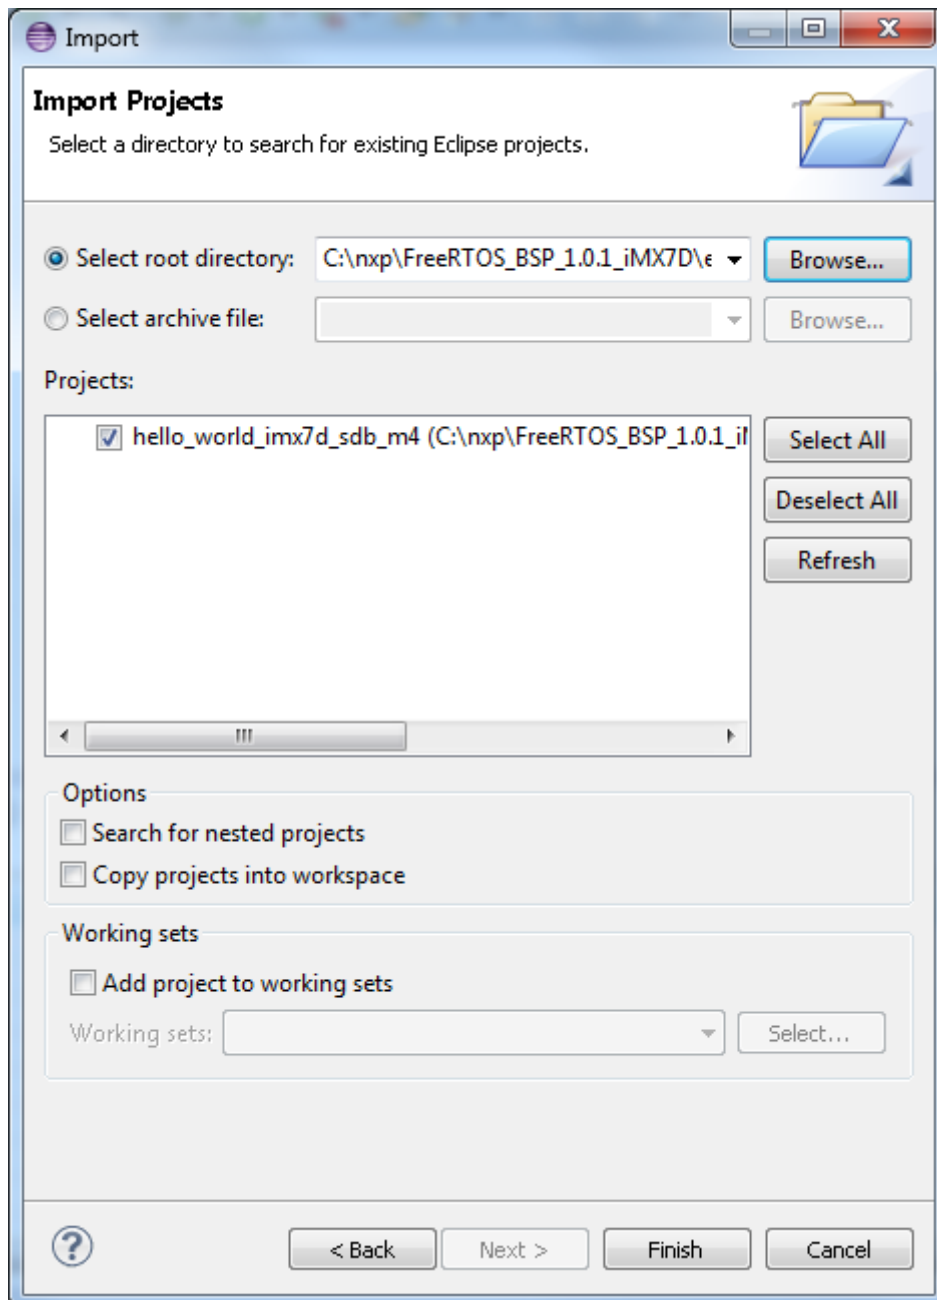 Import
Import Projects
Select a directory to search for existing Eclipse projects.
Select root directory: C:\nxp\FreeRTOS_BSP_1.0.1_iMX7D\e Browse...
Select archive file: Browse...
Projects:
hello_world_imx7d_sdb_m4 (C:\nxp\FreeRTOS_BSP_1.0.1_i Select All
Deselect All
Refresh
Options
Search for nested projects
Copy projects into workspace
Working sets
Add project to working sets
Working sets: Select...
? < Back Next > Finish Cancel